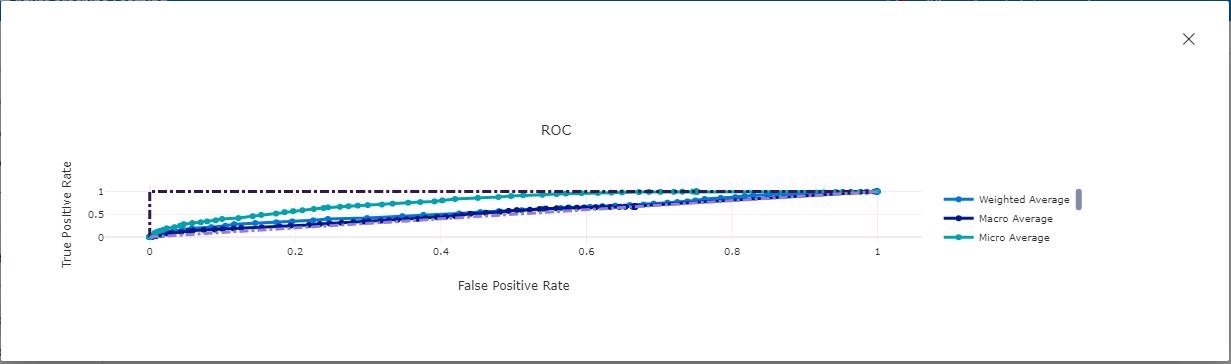 ROC
True Positive Rate
1
0.5
0
0
0.2
0.4
0.6
0.8
1
False Positive Rate
Weighted Average
Macro Average
Micro Average